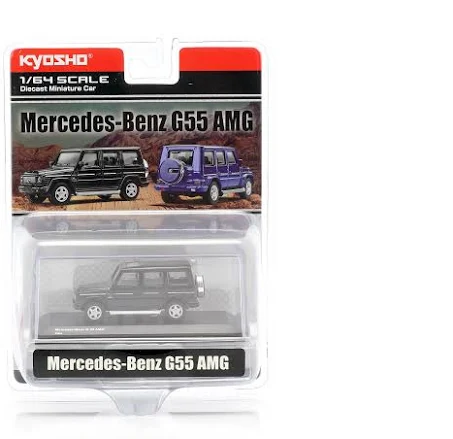 KYOSHO
1/64 SCALE
Diecast Miniature Car
Mercedes-Benz G55 AMG
Mercedes-Benz G55 AMG